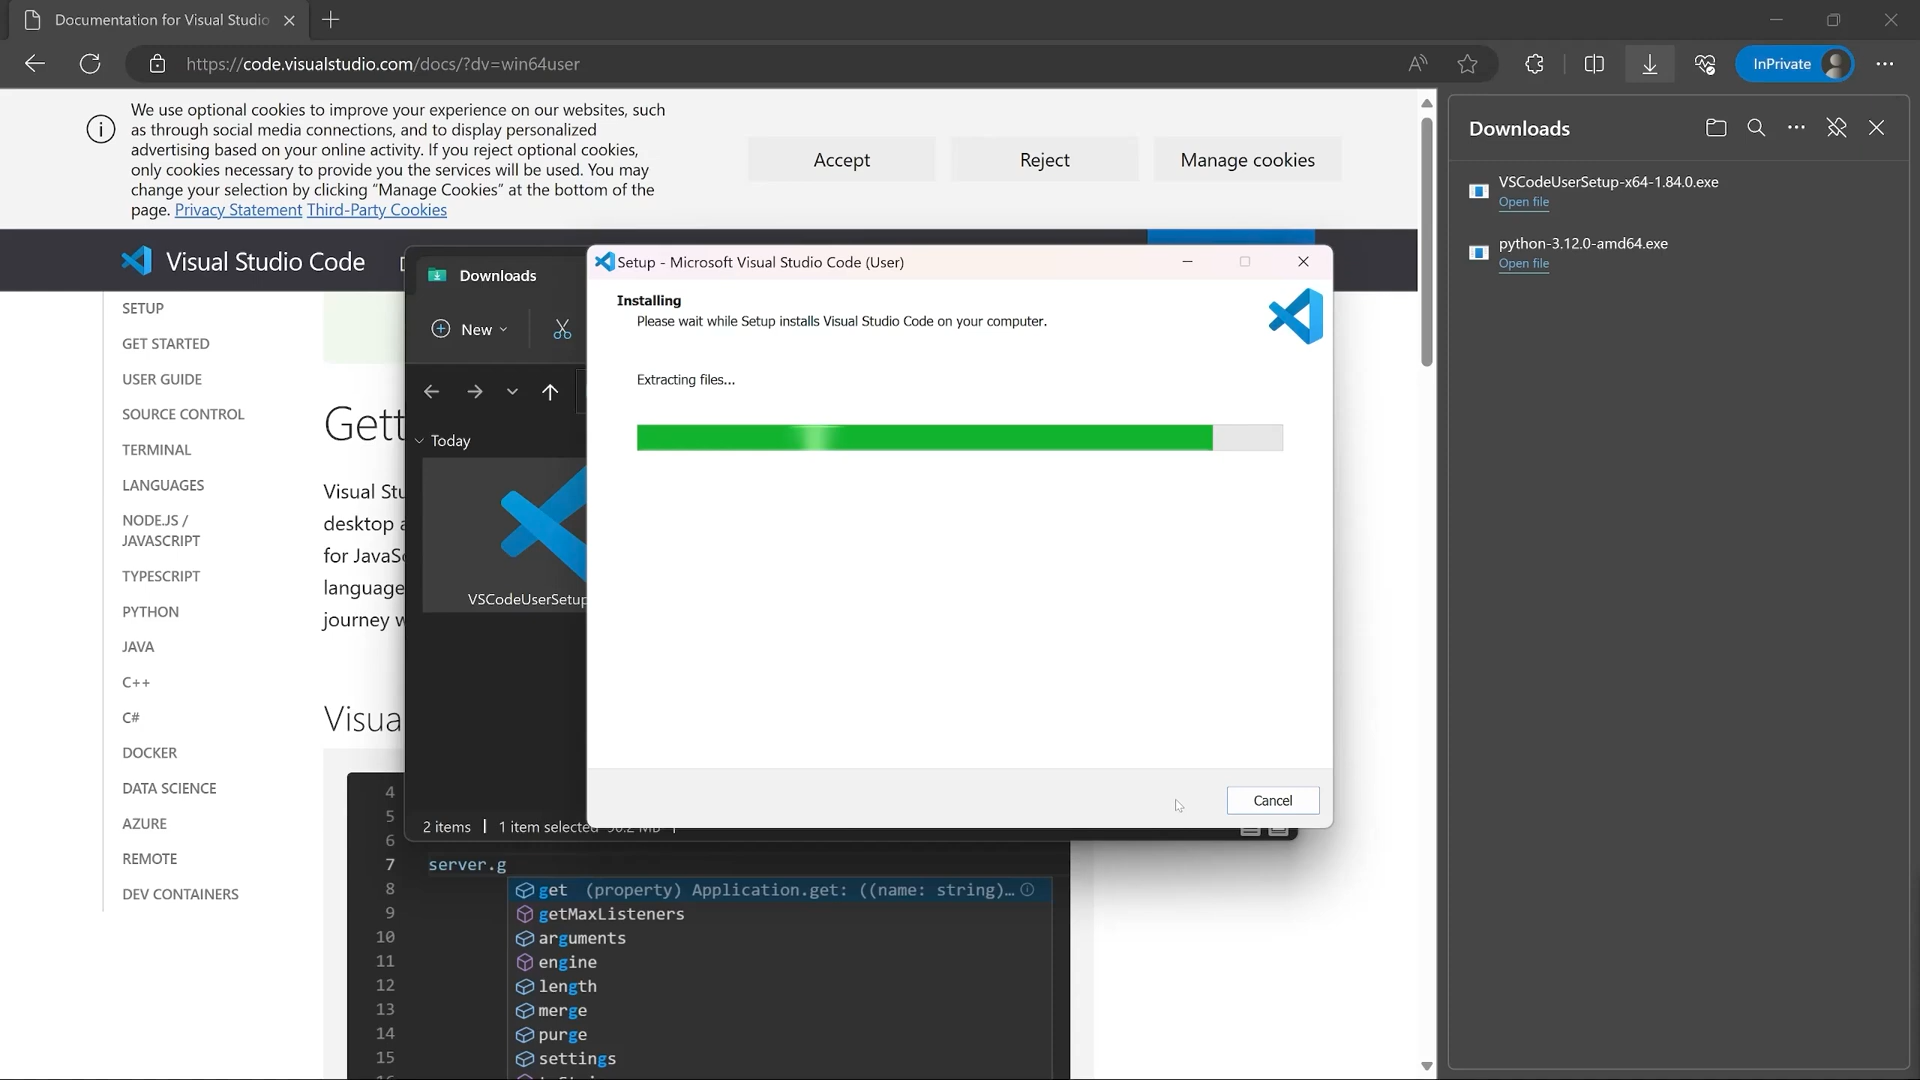 Documentation for Visual Studio
https://code.visualstudio.com/docs/?dv=win64user
InPrivate
We use optional cookies to improve your experience on our websites, such
as through social media connections, and to display personalized
advertising based on your online activity. If you reject optional cookies,
only cookies necessary to provide you the services will be used. You may
change your selection by clicking “Manage Cookies” at the bottom of the
page. Privacy Statement Third-Party Cookies
Accept
Reject
Manage cookies
Downloads
VSCodeUserSetup-x64-1.84.0.exe
Open file
python-3.12.0-amd64.exe
Open file
Visual Studio Code
SETUP
GET STARTED
USER GUIDE
SOURCE CONTROL
TERMINAL
LANGUAGES
NODE.JS /
JAVASCRIPT
TYPESCRIPT
PYTHON
JAVA
C++
C#
DOCKER
DATA SCIENCE
AZURE
REMOTE
DEV CONTAINERS
Gett
Visual Stu
desktop a
for JavaSc
language
journey w
Visua
Downloads
New
Today
VSCodeUserSetup
2 items
1 item selected
Setup - Microsoft Visual Studio Code (User)
Installing
Please wait while Setup installs Visual Studio Code on your computer.
Extracting files...
Cancel
4
5
6
7 server.g
8 get (property) Application.get: ((name: string)…
9 getMaxListeners
10 arguments
11 engine
12 length
13 merge
14 purge
15 settings